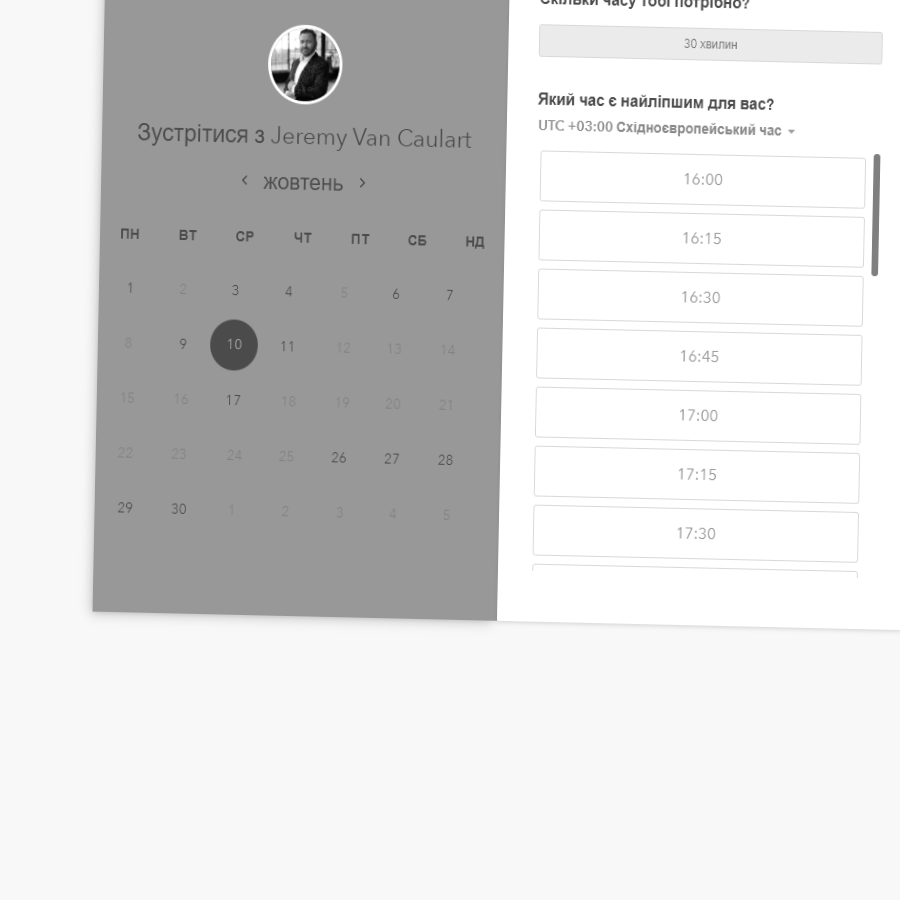 Зустрітися з Jeremy Van Caulart
жовтень
ПН ВТ СР ЧТ ПТ СБ НД
1 2 3 4 5 6 7
8 9 10 11 12 13 14
15 16 17 18 19 20 21
22 23 24 25 26 27 28
29 30 1 2 3 4 5
Скільки часу тобі потрібно?
30 хвилин
Який час є найліпшим для вас?
UTC +03:00 Східноєвропейський час
16:00
16:15
16:30
16:45
17:00
17:15
17:30